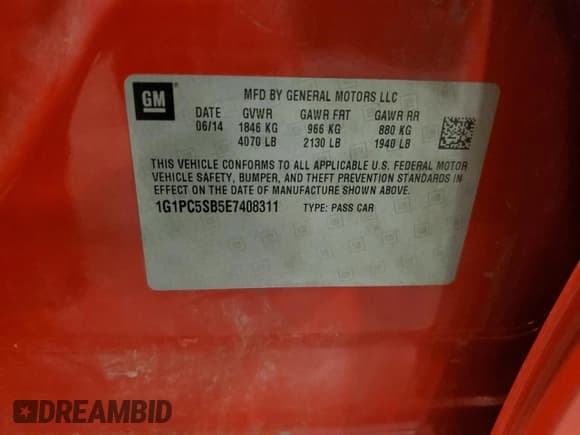 GM
MFD BY GENERAL MOTORS LLC
DATE GVWR GAWR FRT GAWR RR
06/14 1846 KG 966 KG 880 KG
4070 LB 2130 LB 1940 LB
THIS VEHICLE CONFORMS TO ALL APPLICABLE U.S. FEDERAL MOTOR
VEHICLE SAFETY, BUMPER, AND THEFT PREVENTION STANDARDS IN
EFFECT ON THE DATE OF MANUFACTURE SHOWN ABOVE.
1G1PC5SB5E7408311 TYPE: PASS CAR
DREAMBID